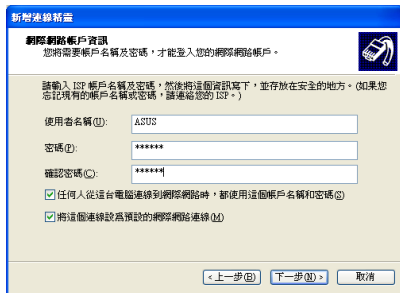 新增連線精靈
網際網路帳戶資訊
您將需要帳戶名稱及密碼，才能登入您的網際網路帳戶。
請輸入 ISP 帳戶名稱及密碼，然後將這個資訊寫下，並存放在安全的地方。(如果您
忘記現有的帳戶名稱或密碼，請連絡您的 ISP。)
使用者名稱(U): ASUS
密碼(P): ******
確認密碼(C): ******
任何人從這台電腦連線到網際網路時，都使用這個帳戶名稱和密碼(S)
將這個連線設為預設的網際網路連線(M)
<上一步(B) 下一步(N)> 取消